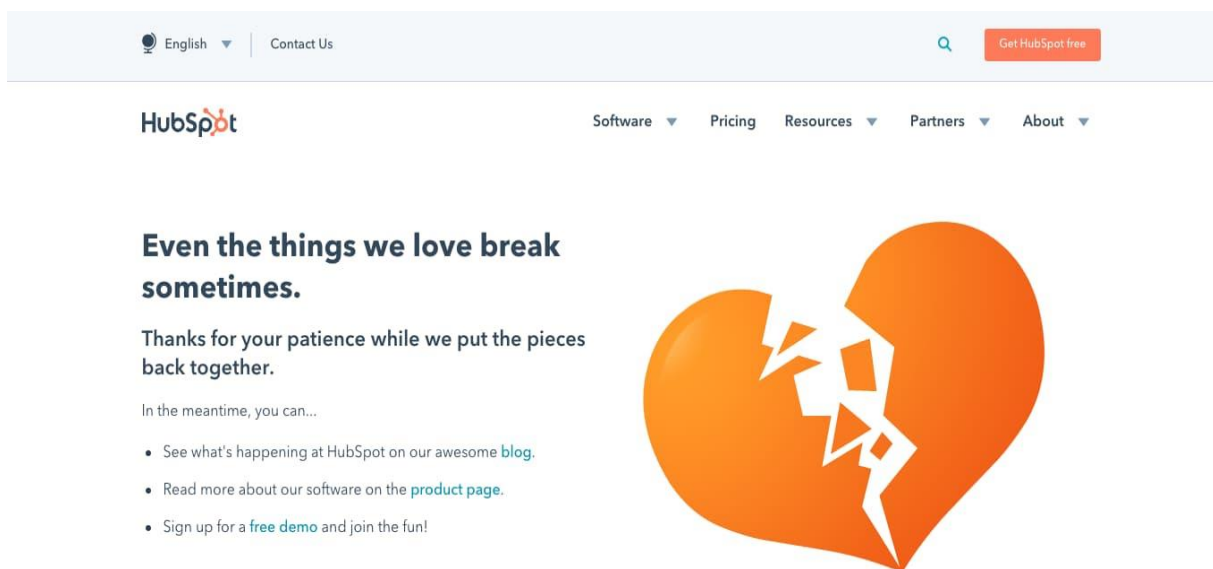 English
Contact Us
Get HubSpot free
HubSpot
Software
Pricing
Resources
Partners
About
Even the things we love break
sometimes.
Thanks for your patience while we put the pieces
back together.
In the meantime, you can...
• See what's happening at HubSpot on our awesome blog.
• Read more about our software on the product page.
• Sign up for a free demo and join the fun!